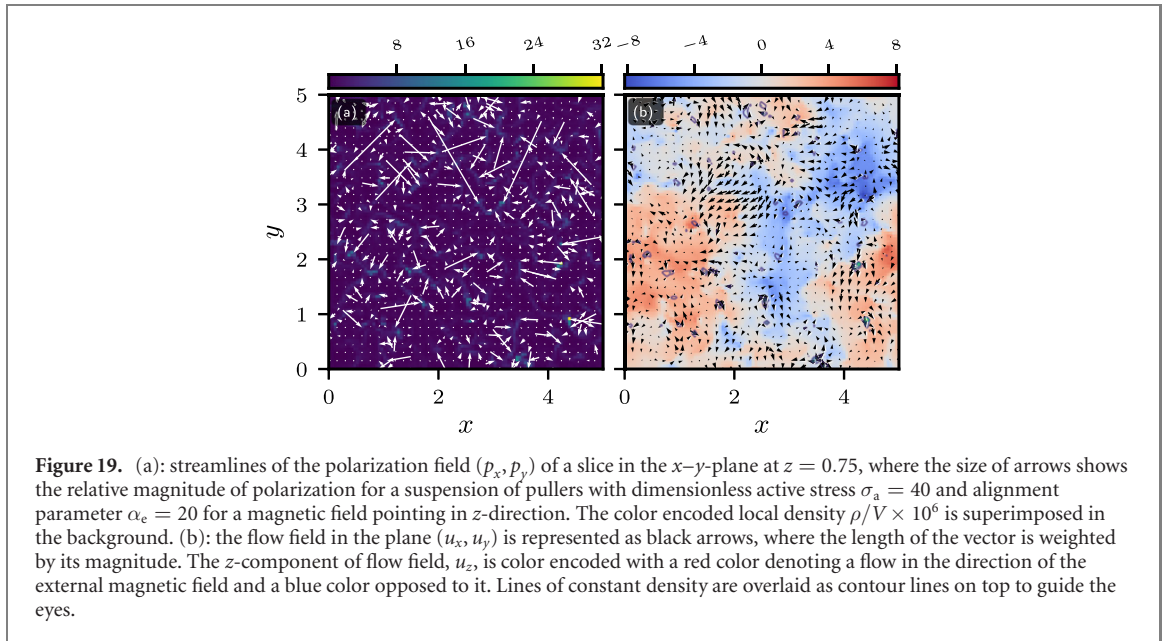 8 16 24 32 −8 −4 0 4 8
(a) (b)
5
4
3
2
1
0
y
0 2 4 0 2 4
x x
Figure 19. (a): streamlines of the polarization field (pₓ, pᵧ) of a slice in the x–y-plane at z = 0.75, where the size of arrows shows
the relative magnitude of polarization for a suspension of pullers with dimensionless active stress σₐ = 40 and alignment
parameter αₑ = 20 for a magnetic field pointing in z-direction. The color encoded local density ρ/V × 10⁶ is superimposed in
the background. (b): the flow field in the plane (uₓ, uᵧ) is represented as black arrows, where the length of the vector is weighted
by its magnitude. The z-component of flow field, u_z, is color encoded with a red color denoting a flow in the direction of the
external magnetic field and a blue color opposed to it. Lines of constant density are overlaid as contour lines on top to guide the
eyes.